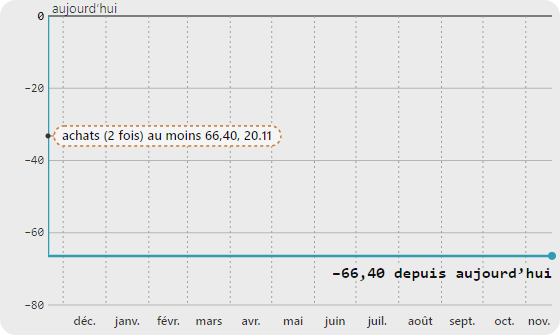 aujourd'hui
0
−20
achats (2 fois) au moins 66,40, 20.11
−40
−60
−66,40 depuis aujourd’hui
−80
déc. janv. févr. mars avr. mai juin juil. août sept. oct. nov.